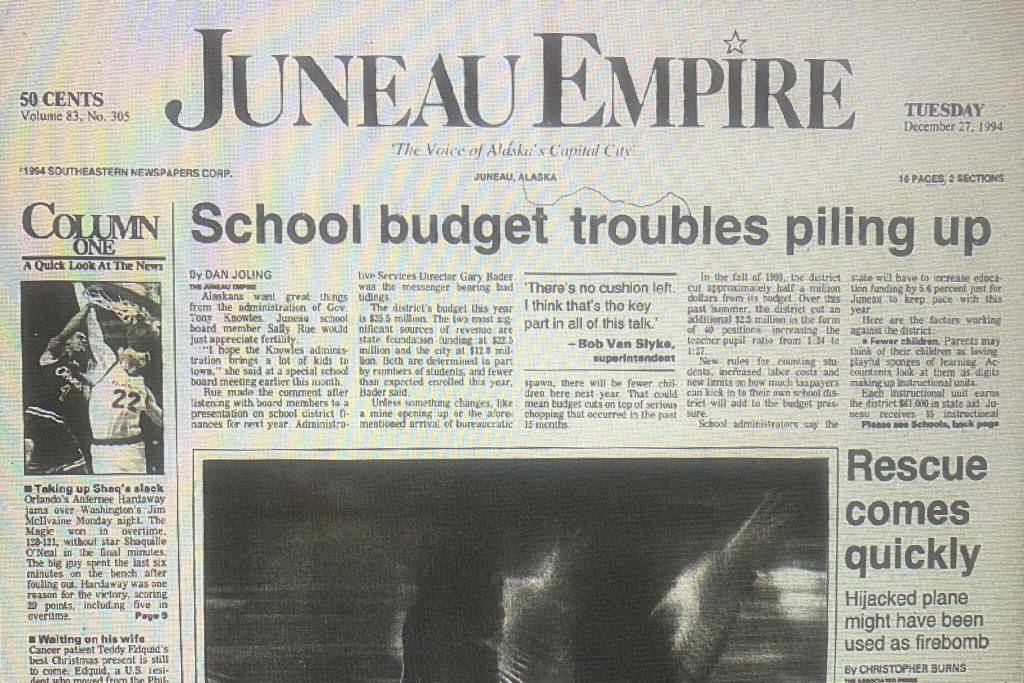 JUNEAU EMPIRE
50 CENTS
Volume 83, No. 305
TUESDAY
December 27, 1994
'The Voice of Alaska's Capital City'
©1994 SOUTHEASTERN NEWSPAPERS CORP.
JUNEAU, ALASKA
16 PAGES, 2 SECTIONS
COLUMN
ONE
A Quick Look At The News
22
■ Taking up Shaq's slack
Orlando's Anfernee Hardaway
jams over Washington's Jim
McIlvaine Monday night. The
Magic won in overtime,
128-121, without star Shaquille
O'Neal in the final minutes.
The big guy spent the last six
minutes on the bench after
fouling out. Hardaway was one
reason for the victory, scoring
29 points, including five in
overtime. Page 9
■ Waiting on his wife
Cancer patient Teddy Edquid's
best Christmas present is still
to come. Edquid, a U.S. resi-
dent who moved from the Phil-
School budget troubles piling up
By DAN JOLING
THE JUNEAU EMPIRE
Alaskans want great things
from the administration of Gov.
Tony Knowles. Juneau school
board member Sally Rue would
just appreciate fertility.
"I hope the Knowles adminis-
tration brings a lot of kids to
town," she said at a special school
board meeting earlier this month.
Rue made the comment after
listening with board members to a
presentation on school district fi-
nances for next year. Administra-
tive Services Director Gary Bader
was the messenger bearing bad
tidings.
The district's budget this year
is $35.6 million. The two most sig-
nificant sources of revenue are
state foundation funding at $22.5
million and the city at $12.8 mil-
lion. Both are determined in part
by numbers of students, and fewer
than expected enrolled this year,
Bader said.
Unless something changes, like
a mine opening up or the afore-
mentioned arrival of bureaucratic
'There's no cushion left.
I think that's the key
part in all of this talk.'
– Bob Van Slyke,
superintendent
spawn, there will be fewer chil-
dren here next year. That could
mean budget cuts on top of serious
chopping that occurred in the past
15 months.
In the fall of 1993, the district
cut approximately half a million
dollars from its budget. Over this
past summer, the district cut an
additional $2.5 million in the form
of 40 positions increasing the
teacher-pupil ratio from 1:24 to
1:27.
New rules for counting stu-
dents, increased labor costs and
new limits on how much taxpayers
can kick in to their own school dis-
trict will add to the budget pres-
sure.
School administrators say the
state will have to increase educa-
tion funding by 5.6 percent just for
Juneau to keep pace with this
year.
Here are the factors working
against the district:
• Fewer children. Parents may
think of their children as loving
playful sponges of learning. Ac-
countants look at them as digits
making up instructional units.
Each instructional unit earns
the district $61,000 in state aid. Ju-
neau receives 15 instructional
Please see Schools, back page
Rescue
comes
quickly
Hijacked plane
might have been
used as firebomb
By CHRISTOPHER BURNS
THE ASSOCIATED PRESS